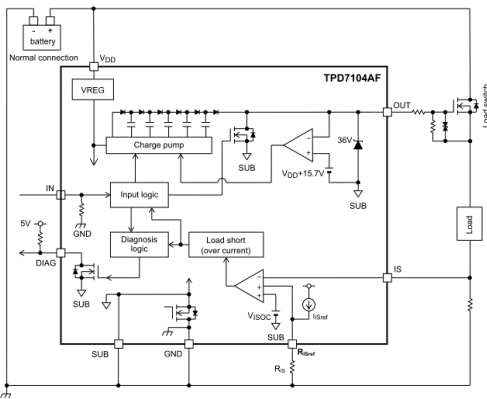 - +
battery
Normal connection
VDD
TPD7104AF
VREG
OUT
Load switch
Charge pump
36V
SUB
VDD+15.7V
SUB
IN
Input logic
GND
5V
Load
Diagnosis
logic
Load short
(over current)
DIAG
IS
SUB
VISOC
IISref
SUB
SUB
GND
RISref
RIS